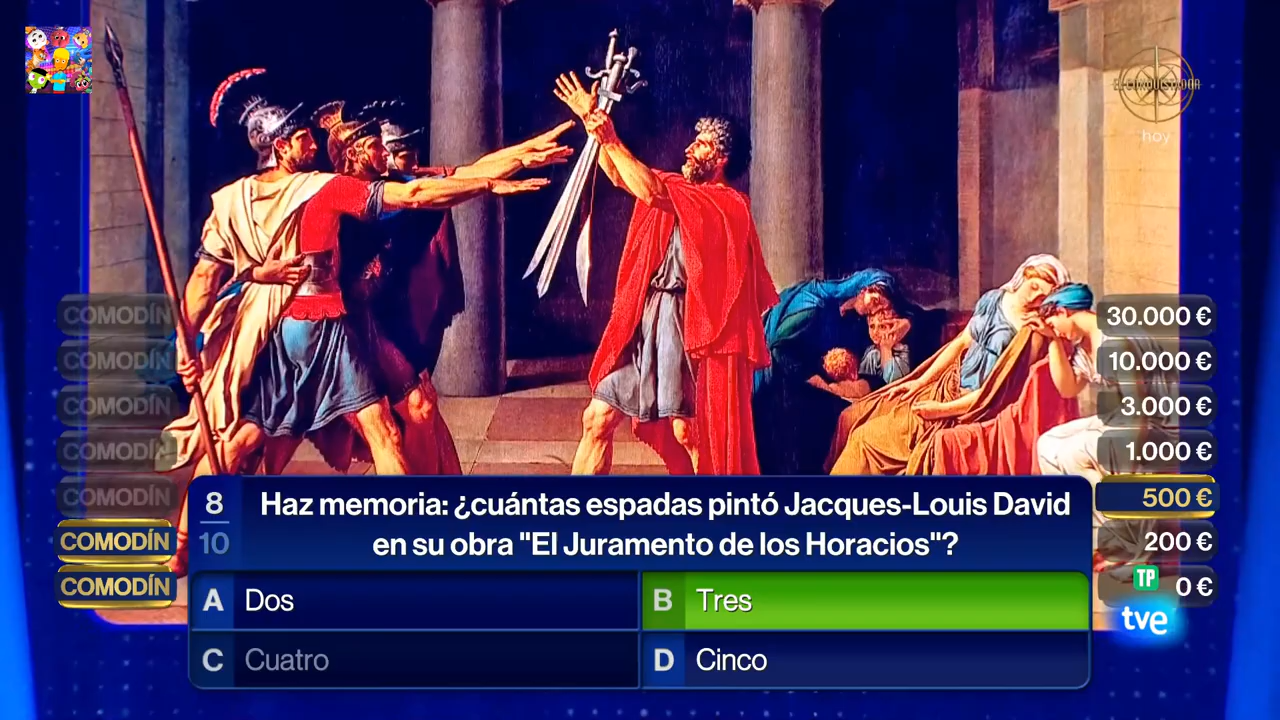 EL CONQUISTADOR
hoy
COMODÍN
COMODÍN
COMODÍN
COMODÍN
COMODÍN
COMODÍN
COMODÍN
30.000 €
10.000 €
3.000 €
1.000 €
500 €
200 €
0 €
TP
tve
8
10
Haz memoria: ¿cuántas espadas pintó Jacques-Louis David
en su obra "El Juramento de los Horacios"?
A Dos
B Tres
C Cuatro
D Cinco